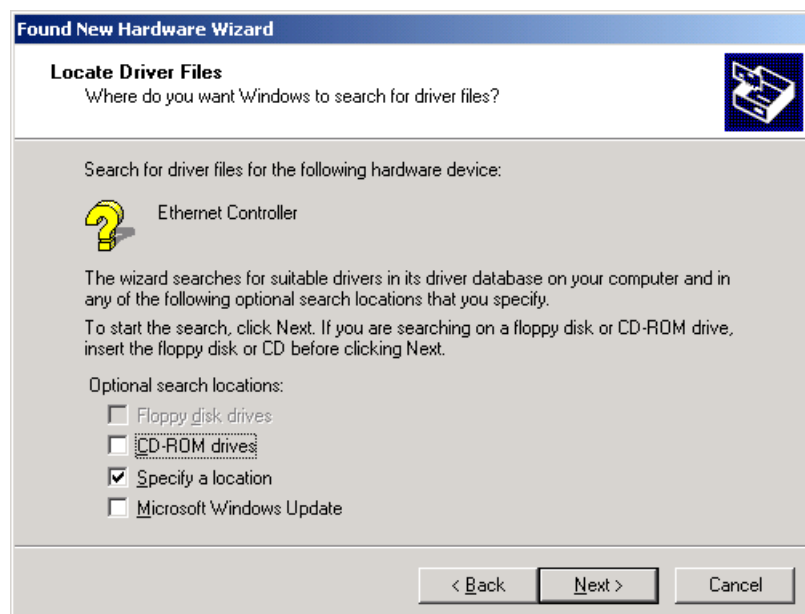 Found New Hardware Wizard
Locate Driver Files
Where do you want Windows to search for driver files?
Search for driver files for the following hardware device:
Ethernet Controller
The wizard searches for suitable drivers in its driver database on your computer and in
any of the following optional search locations that you specify.
To start the search, click Next. If you are searching on a floppy disk or CD-ROM drive,
insert the floppy disk or CD before clicking Next.
Optional search locations:
Floppy disk drives
CD-ROM drives
Specify a location
Microsoft Windows Update
< Back Next > Cancel